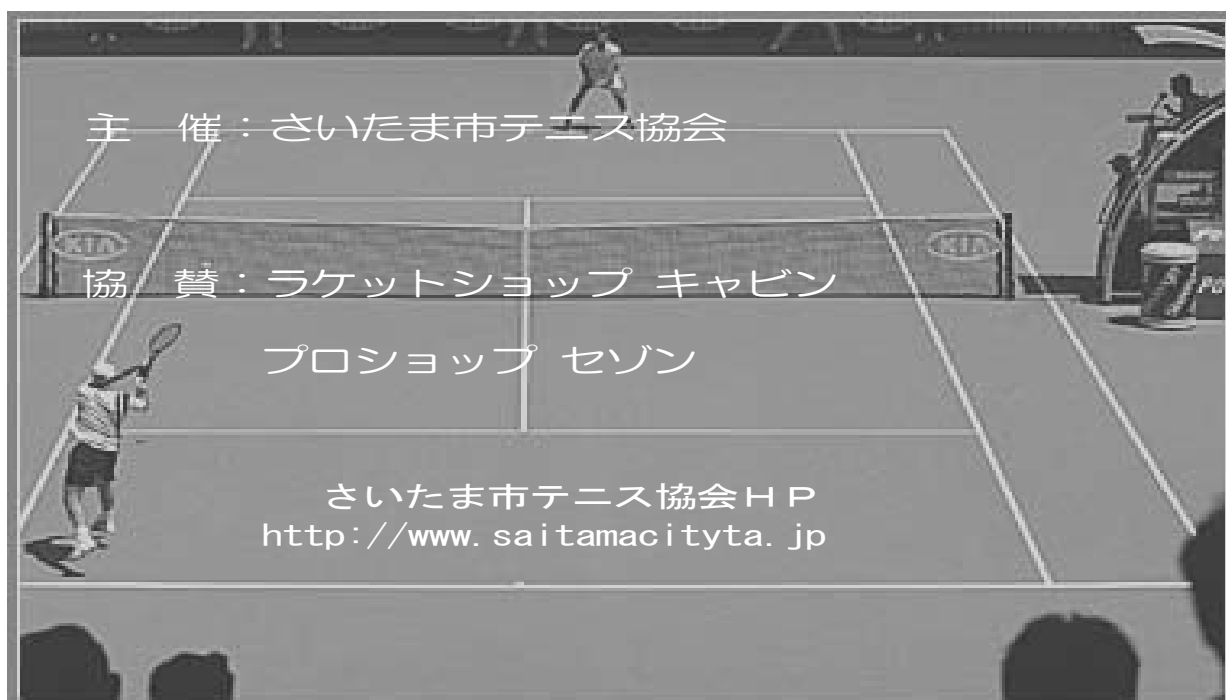 主　催：さいたま市テニス協会
KIA KIA
協　賛：ラケットショップ キャビン
プロショップ セゾン
さいたま市テニス協会ＨＰ
http://www.saitamacityta.jp